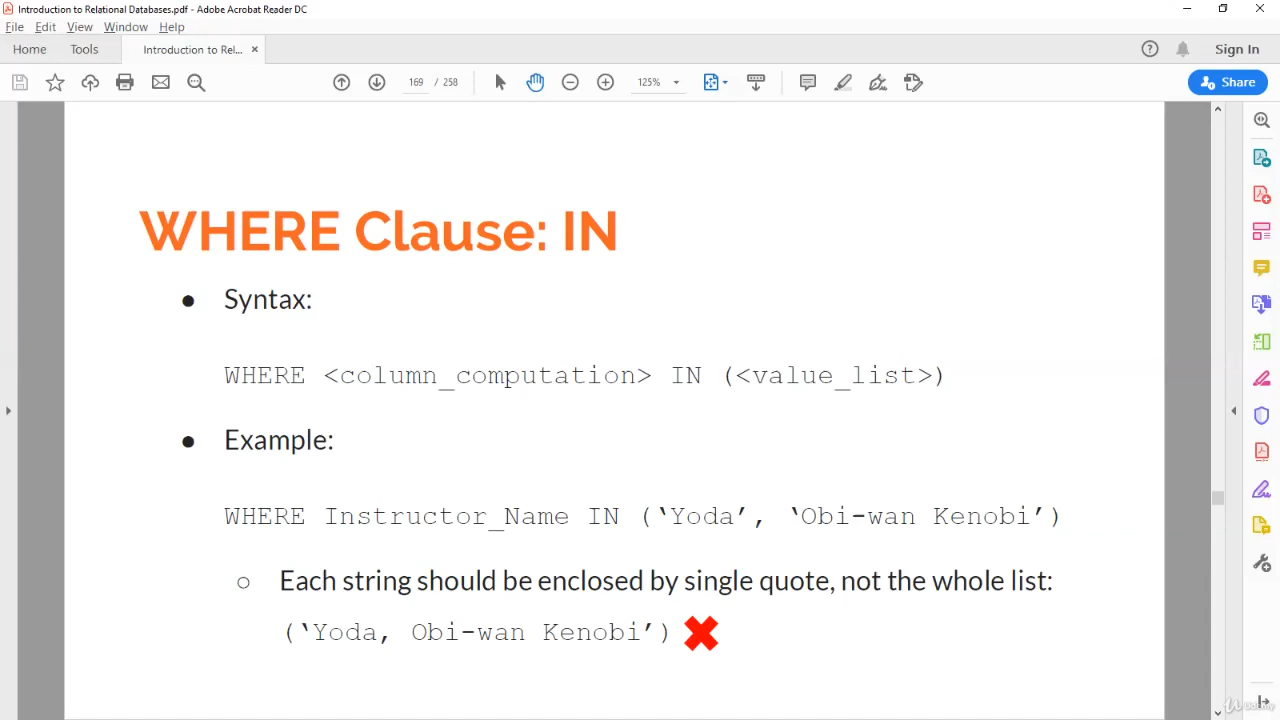 Introduction to Relational Databases.pdf - Adobe Acrobat Reader DC
File Edit View Window Help
Home Tools Introduction to Rel... × Sign In
169 / 258 125% Share
WHERE Clause: IN
● Syntax:
WHERE <column_computation> IN (<value_list>)
● Example:
WHERE Instructor_Name IN (‘Yoda’, ‘Obi-wan Kenobi’)
○ Each string should be enclosed by single quote, not the whole list:
(‘Yoda, Obi-wan Kenobi’)
Udemy